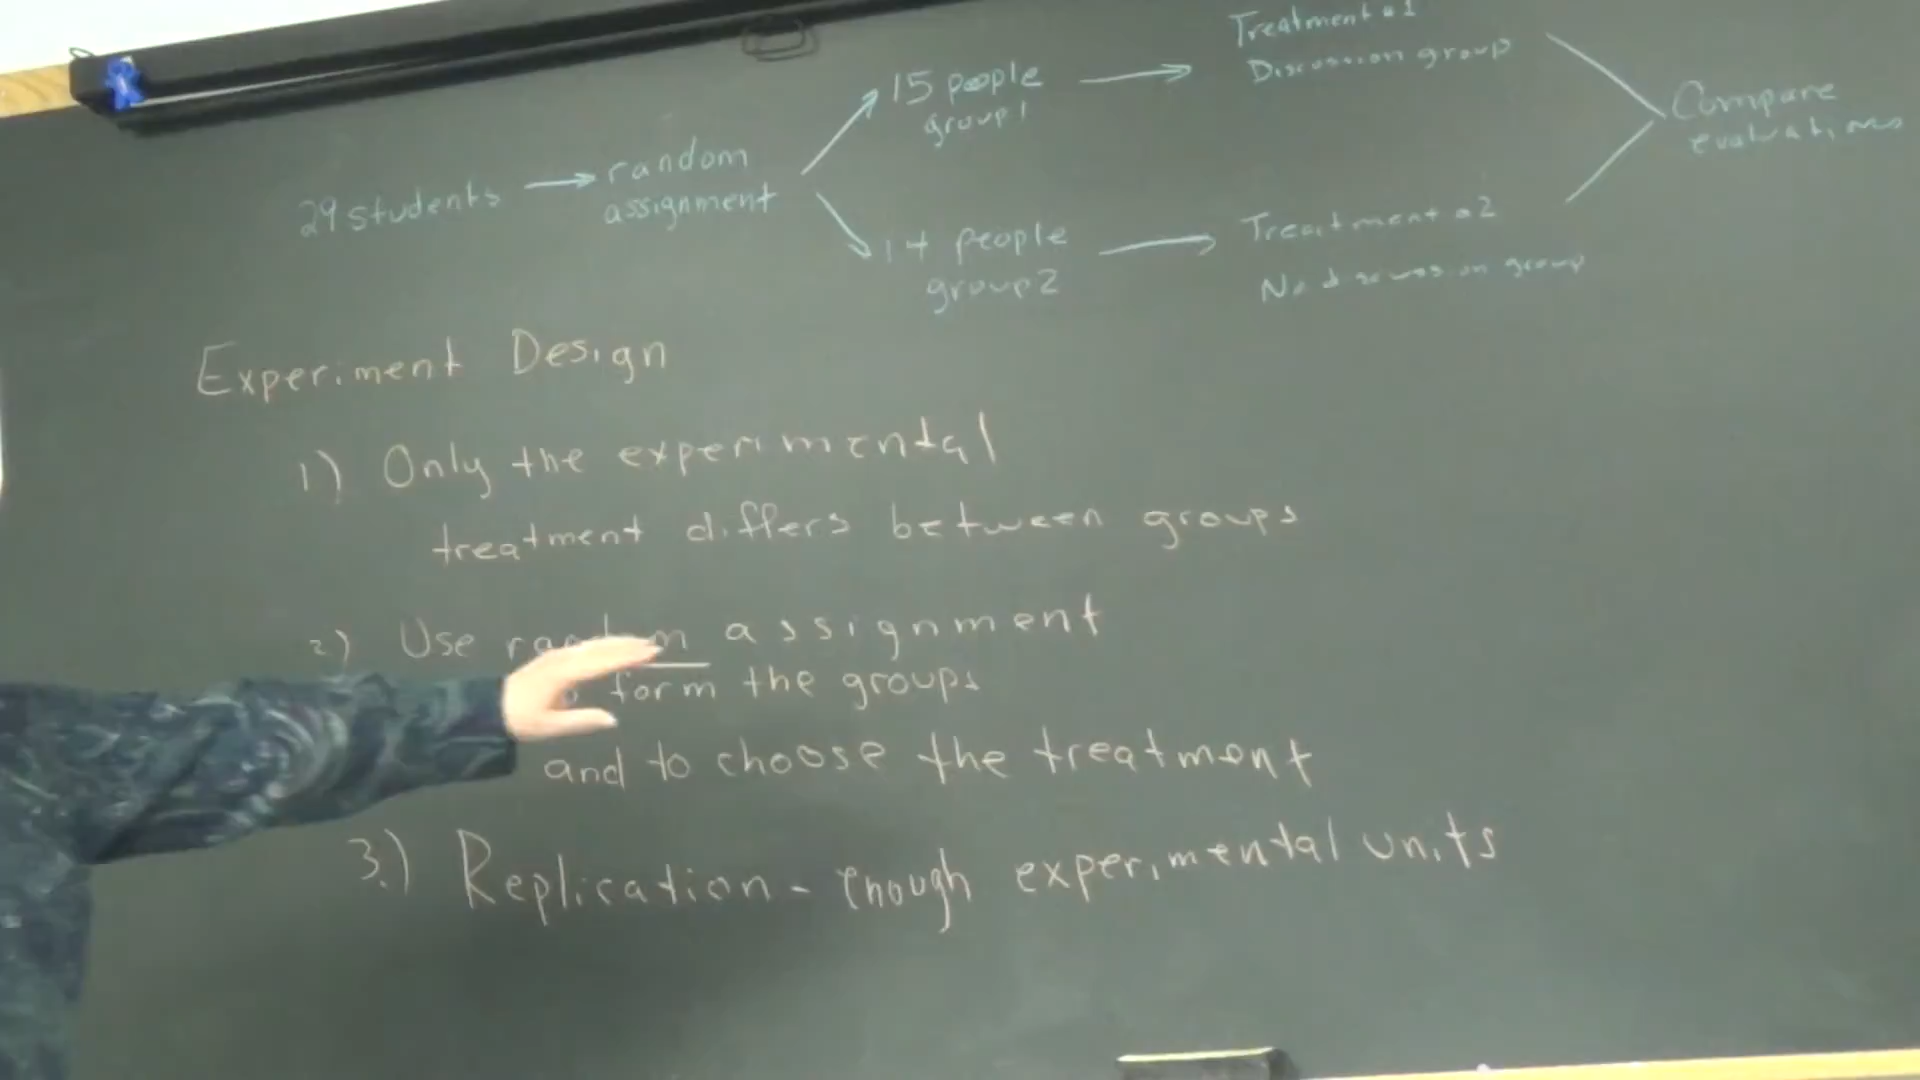 29 students → random assignment
15 people
group 1
→ Treatment #1
Discussion group
14 people
group 2
→ Treatment #2
No discussion group
Compare
evaluations
Experiment Design
1) Only the experimental
treatment differs between groups
2) Use random assignment
form the groups
and to choose the treatment
3.) Replication - enough experimental units